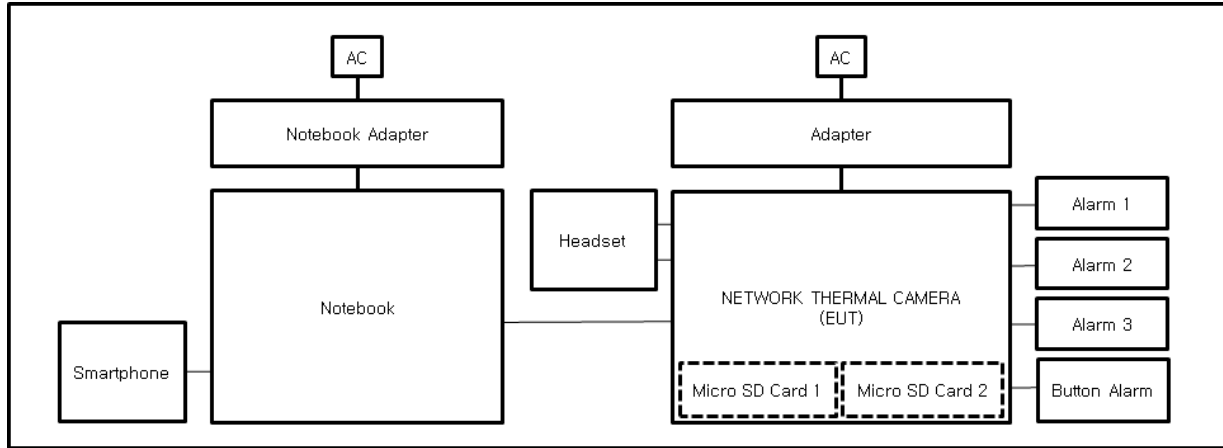 AC
AC
Notebook Adapter
Adapter
Alarm 1
Headset
Alarm 2
NETWORK THERMAL CAMERA
(EUT)
Notebook
Alarm 3
Smartphone
Micro SD Card 1
Micro SD Card 2
Button Alarm